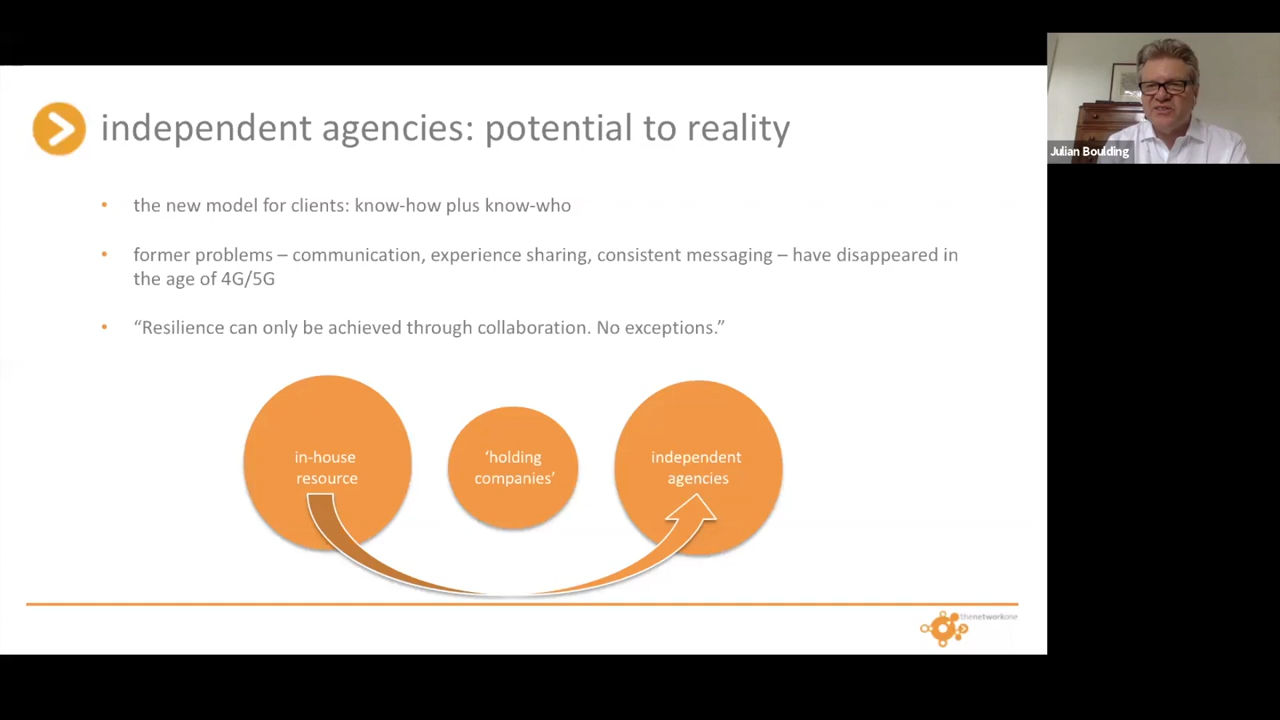 independent agencies: potential to reality
Julian Boulding
• the new model for clients: know-how plus know-who
• former problems – communication, experience sharing, consistent messaging – have disappeared in
the age of 4G/5G
• “Resilience can only be achieved through collaboration. No exceptions.”
in-house
resource
‘holding
companies’
independent
agencies
thenetworkone